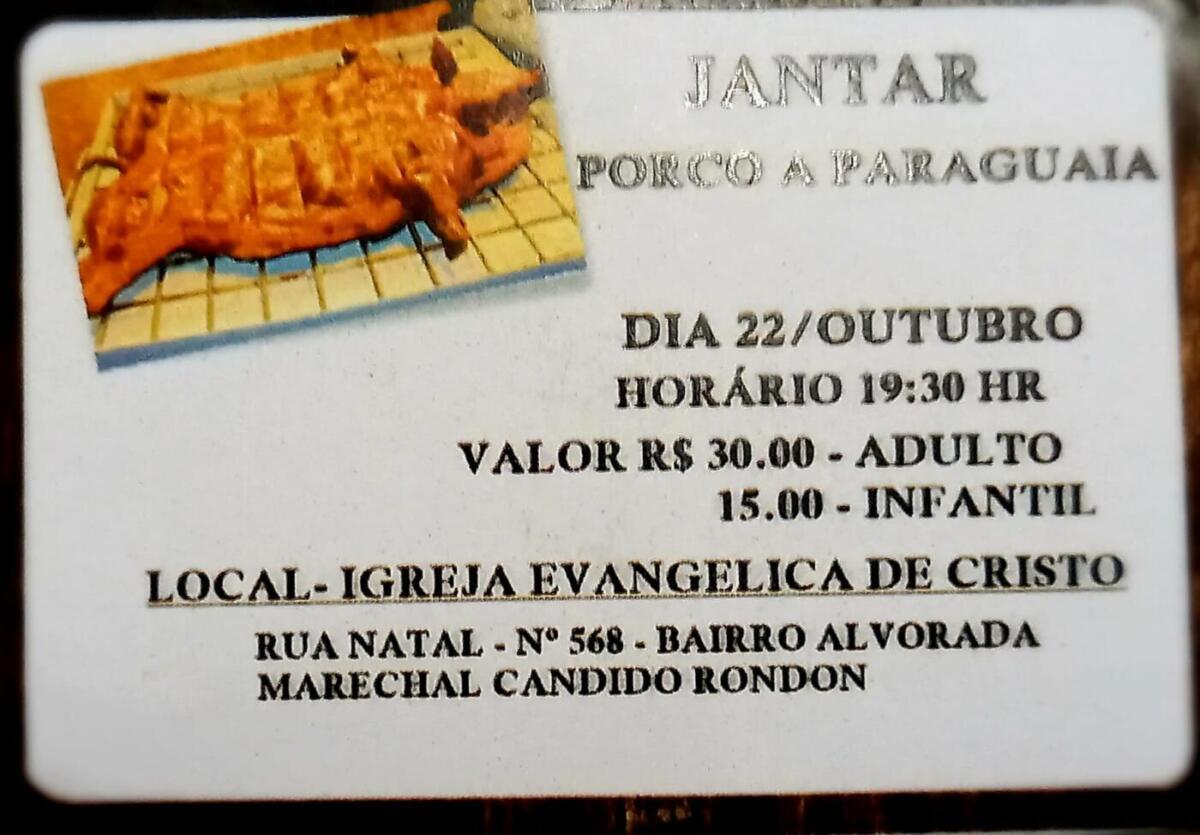 JANTAR
PORCO A PARAGUAIA
DIA 22/OUTUBRO
HORÁRIO 19:30 HR
VALOR R$ 30.00 - ADULTO
15.00 - INFANTIL
LOCAL- IGREJA EVANGELICA DE CRISTO
RUA NATAL - Nº 568 - BAIRRO ALVORADA
MARECHAL CANDIDO RONDON